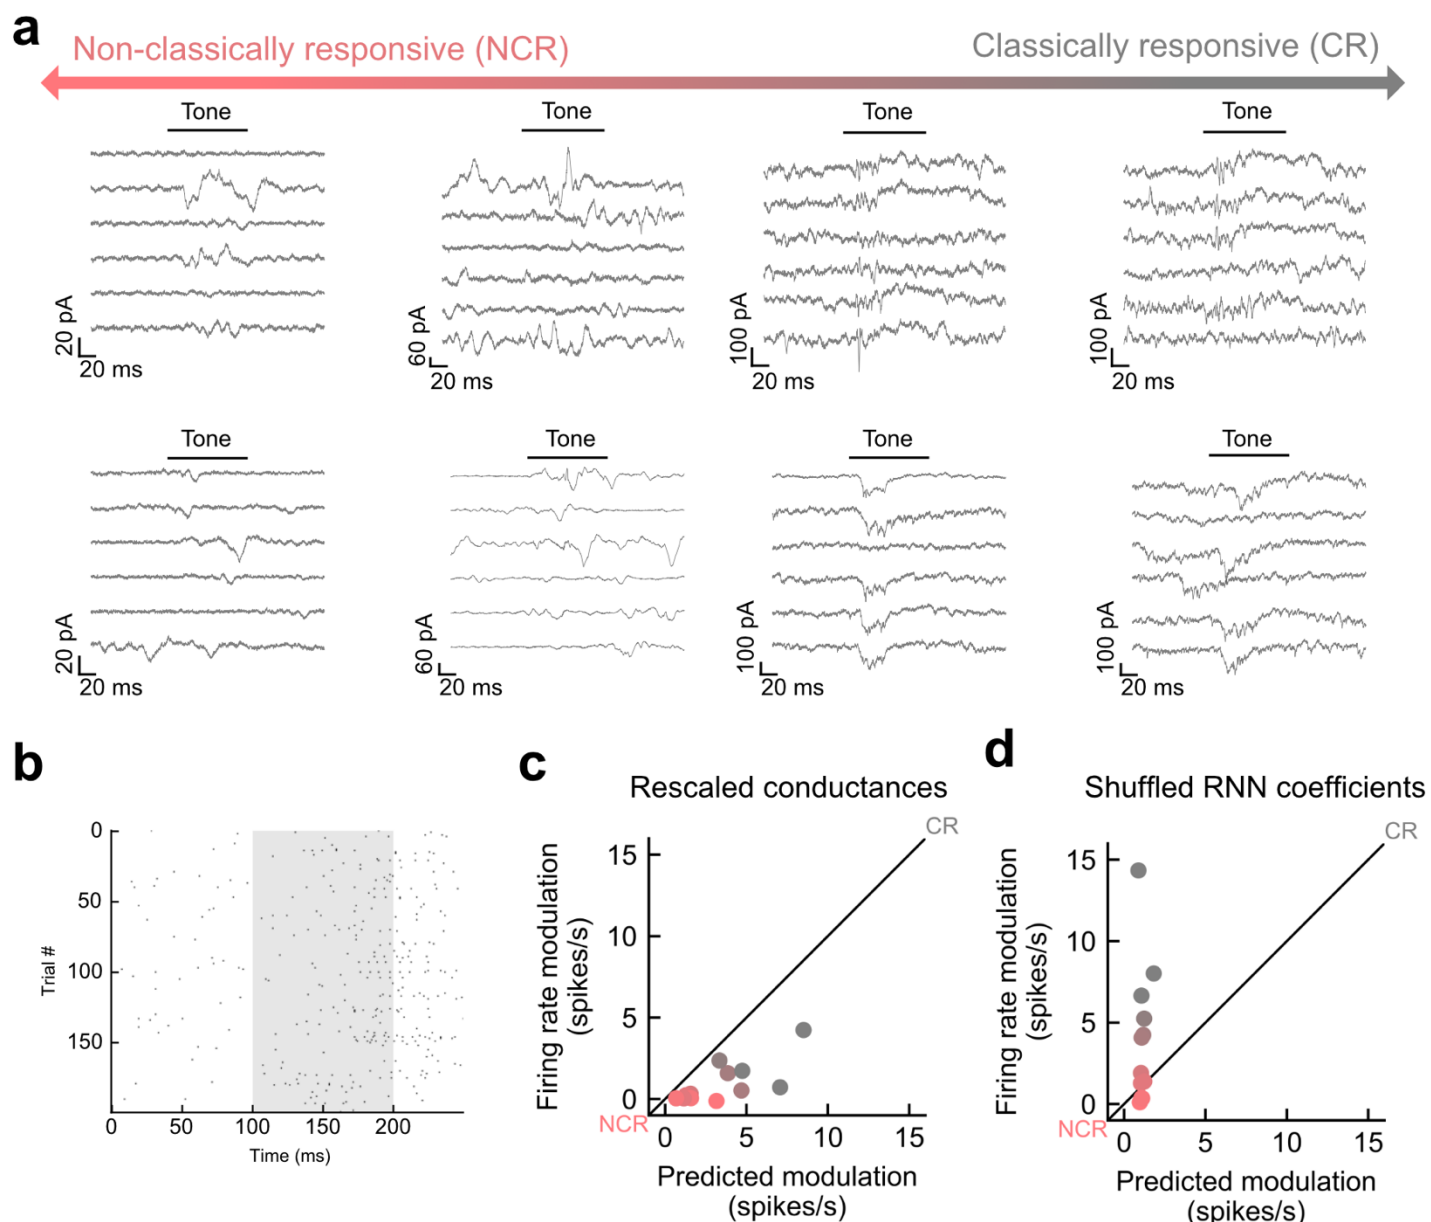 a
Non-classically responsive (NCR)
Classically responsive (CR)
Tone
Tone
Tone
Tone
20 pA
20 ms
60 pA
20 ms
100 pA
20 ms
100 pA
20 ms
Tone
Tone
Tone
Tone
20 pA
20 ms
60 pA
20 ms
100 pA
20 ms
100 pA
20 ms
b
Trial #
0
50
100
150
0
50
100
150
200
Time (ms)
c
Rescaled conductances
CR
Firing rate modulation
(spikes/s)
15
10
5
0
NCR
0
5
10
15
Predicted modulation
(spikes/s)
d
Shuffled RNN coefficients
CR
Firing rate modulation
(spikes/s)
15
10
5
0
NCR
0
5
10
15
Predicted modulation
(spikes/s)